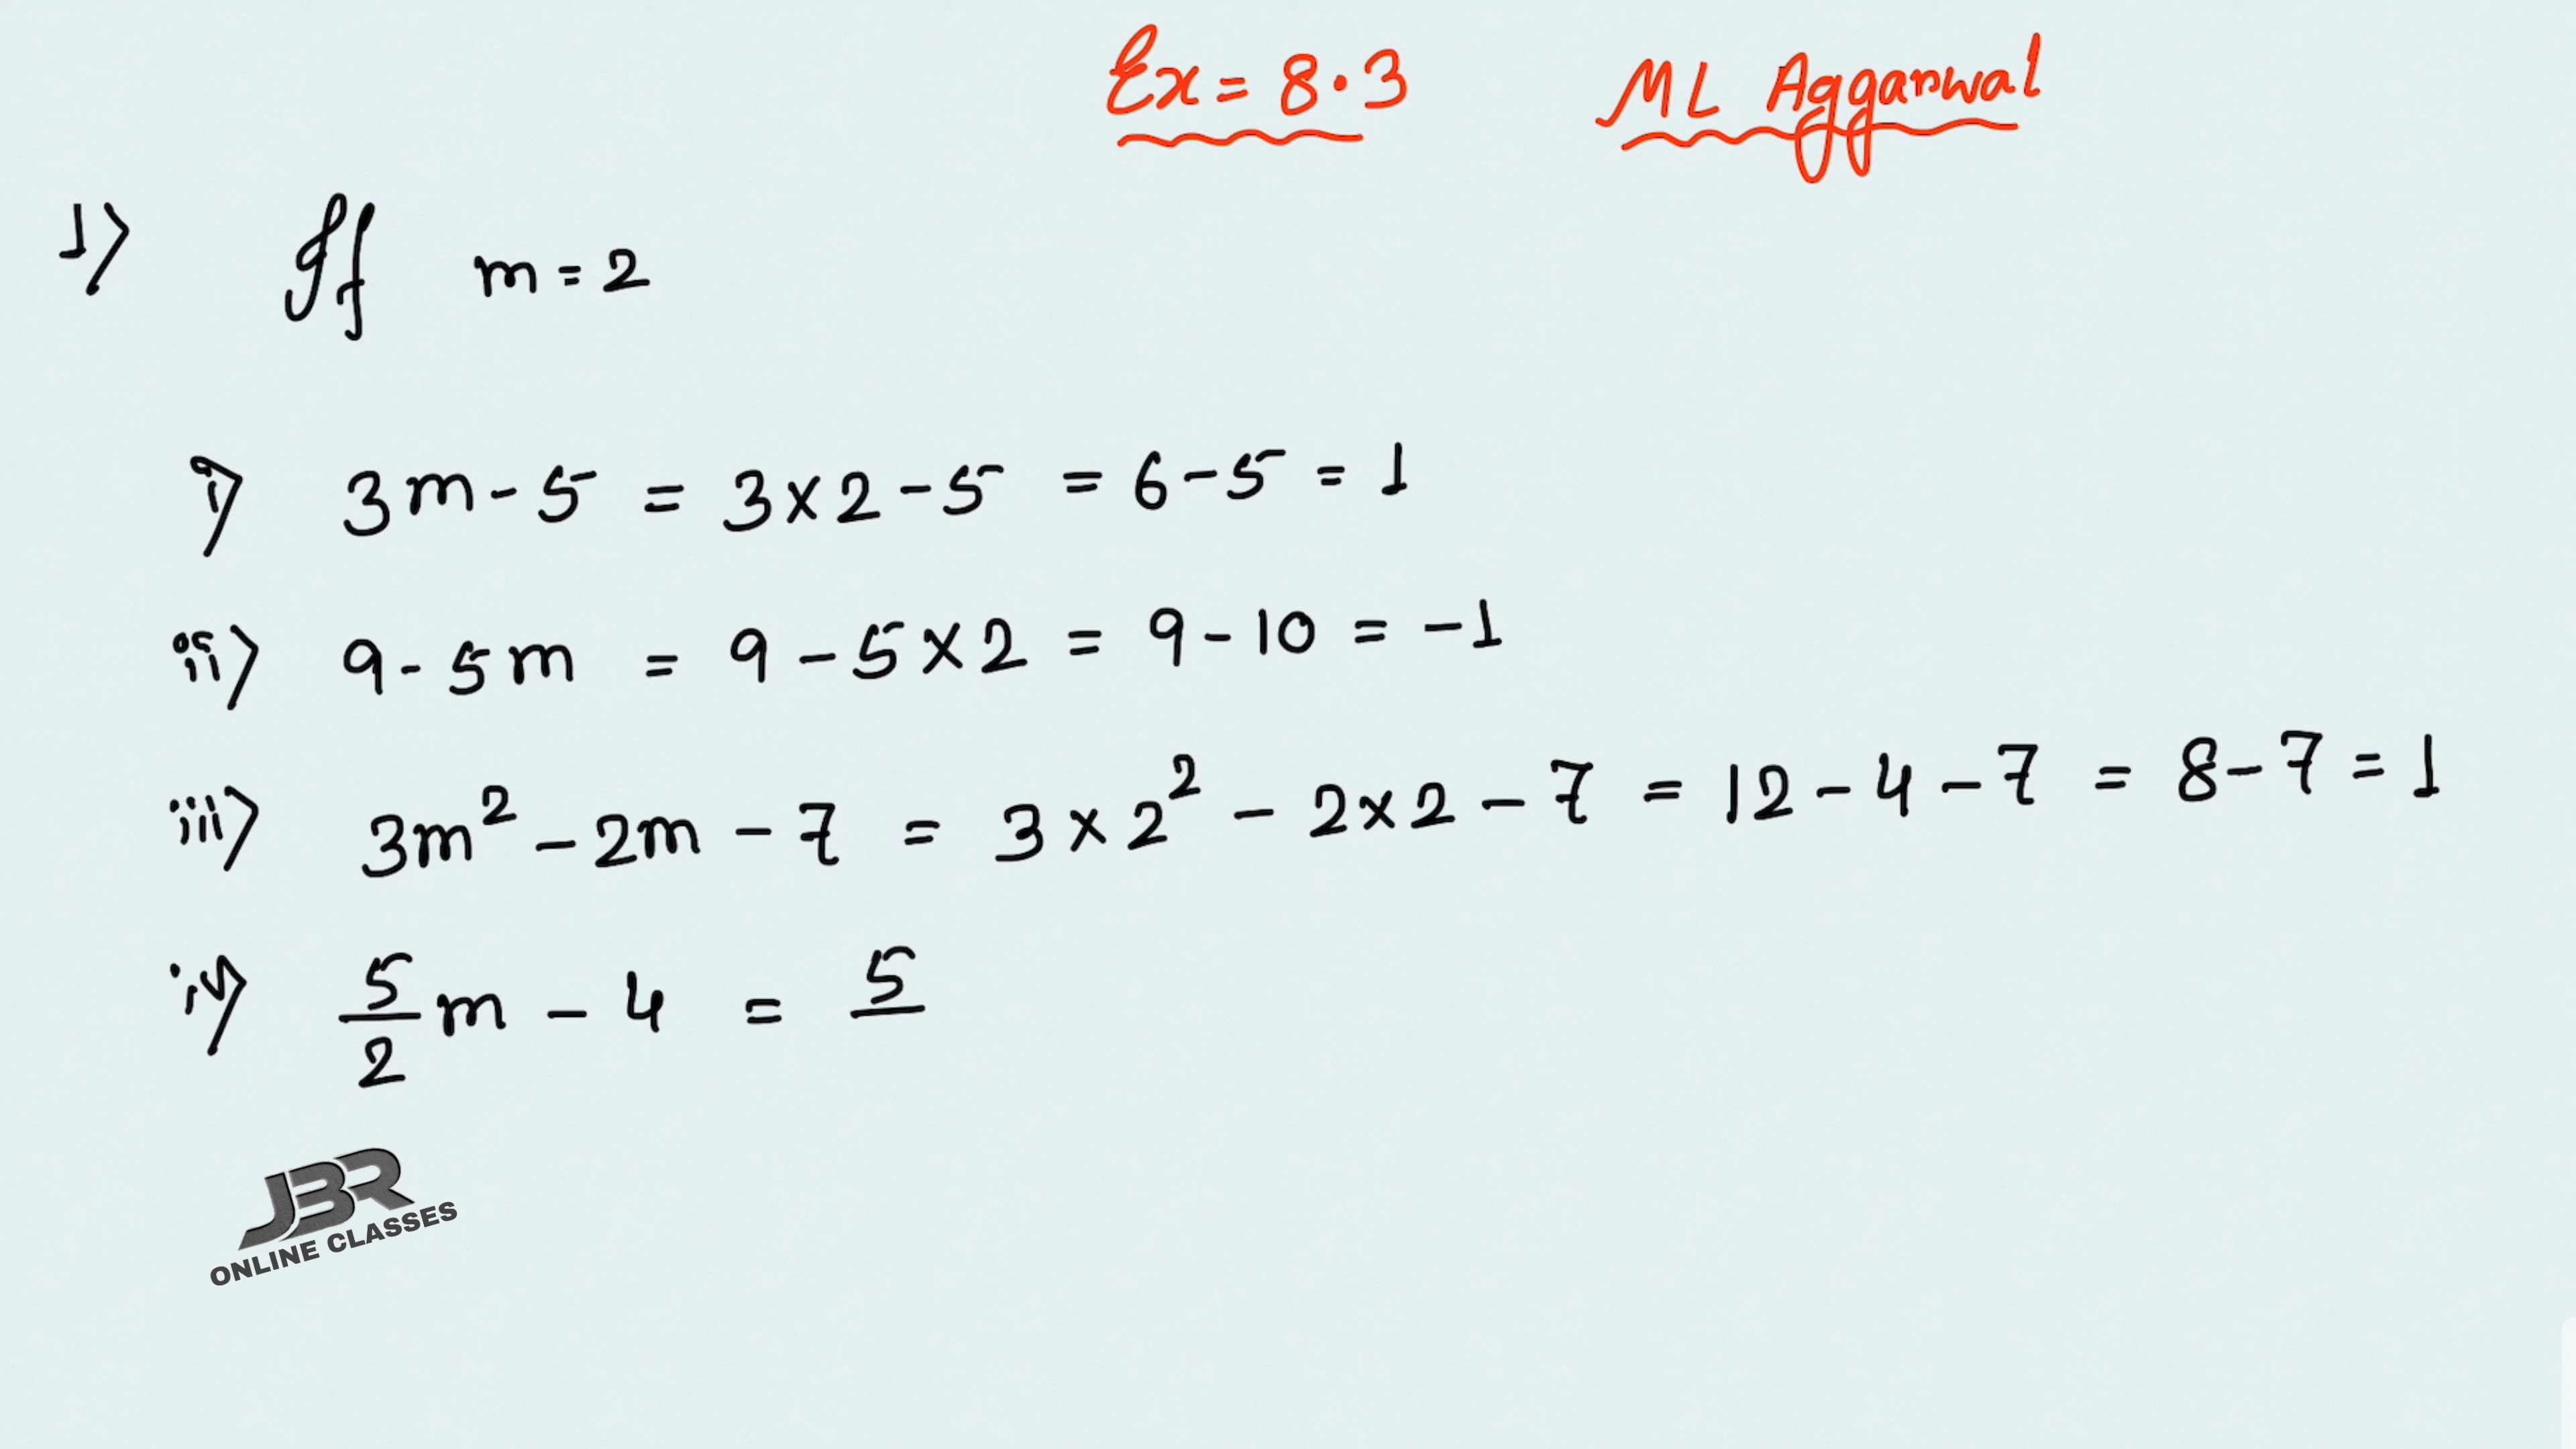 Ex = 8.3 ML Aggarwal
1) If m = 2
i) 3m - 5 = 3 × 2 - 5 = 6 - 5 = 1
ii) 9 - 5m = 9 - 5 × 2 = 9 - 10 = -1
iii) 3m² - 2m - 7 = 3 × 2² - 2 × 2 - 7 = 12 - 4 - 7 = 8 - 7 = 1
iv) 5/2 m - 4 = 5/
JBR
ONLINE CLASSES